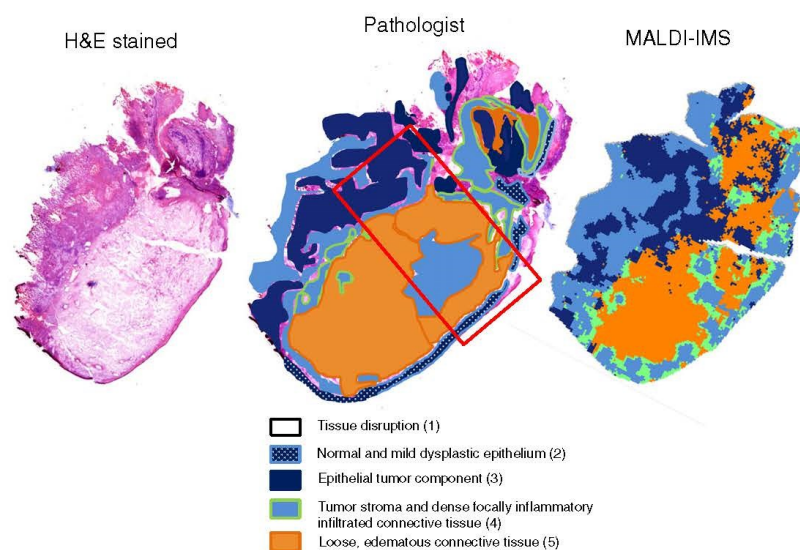 H&E stained
Pathologist
MALDI-IMS
Tissue disruption (1)
Normal and mild dysplastic epithelium (2)
Epithelial tumor component (3)
Tumor stroma and dense focally inflammatory
infiltrated connective tissue (4)
Loose, edematous connective tissue (5)